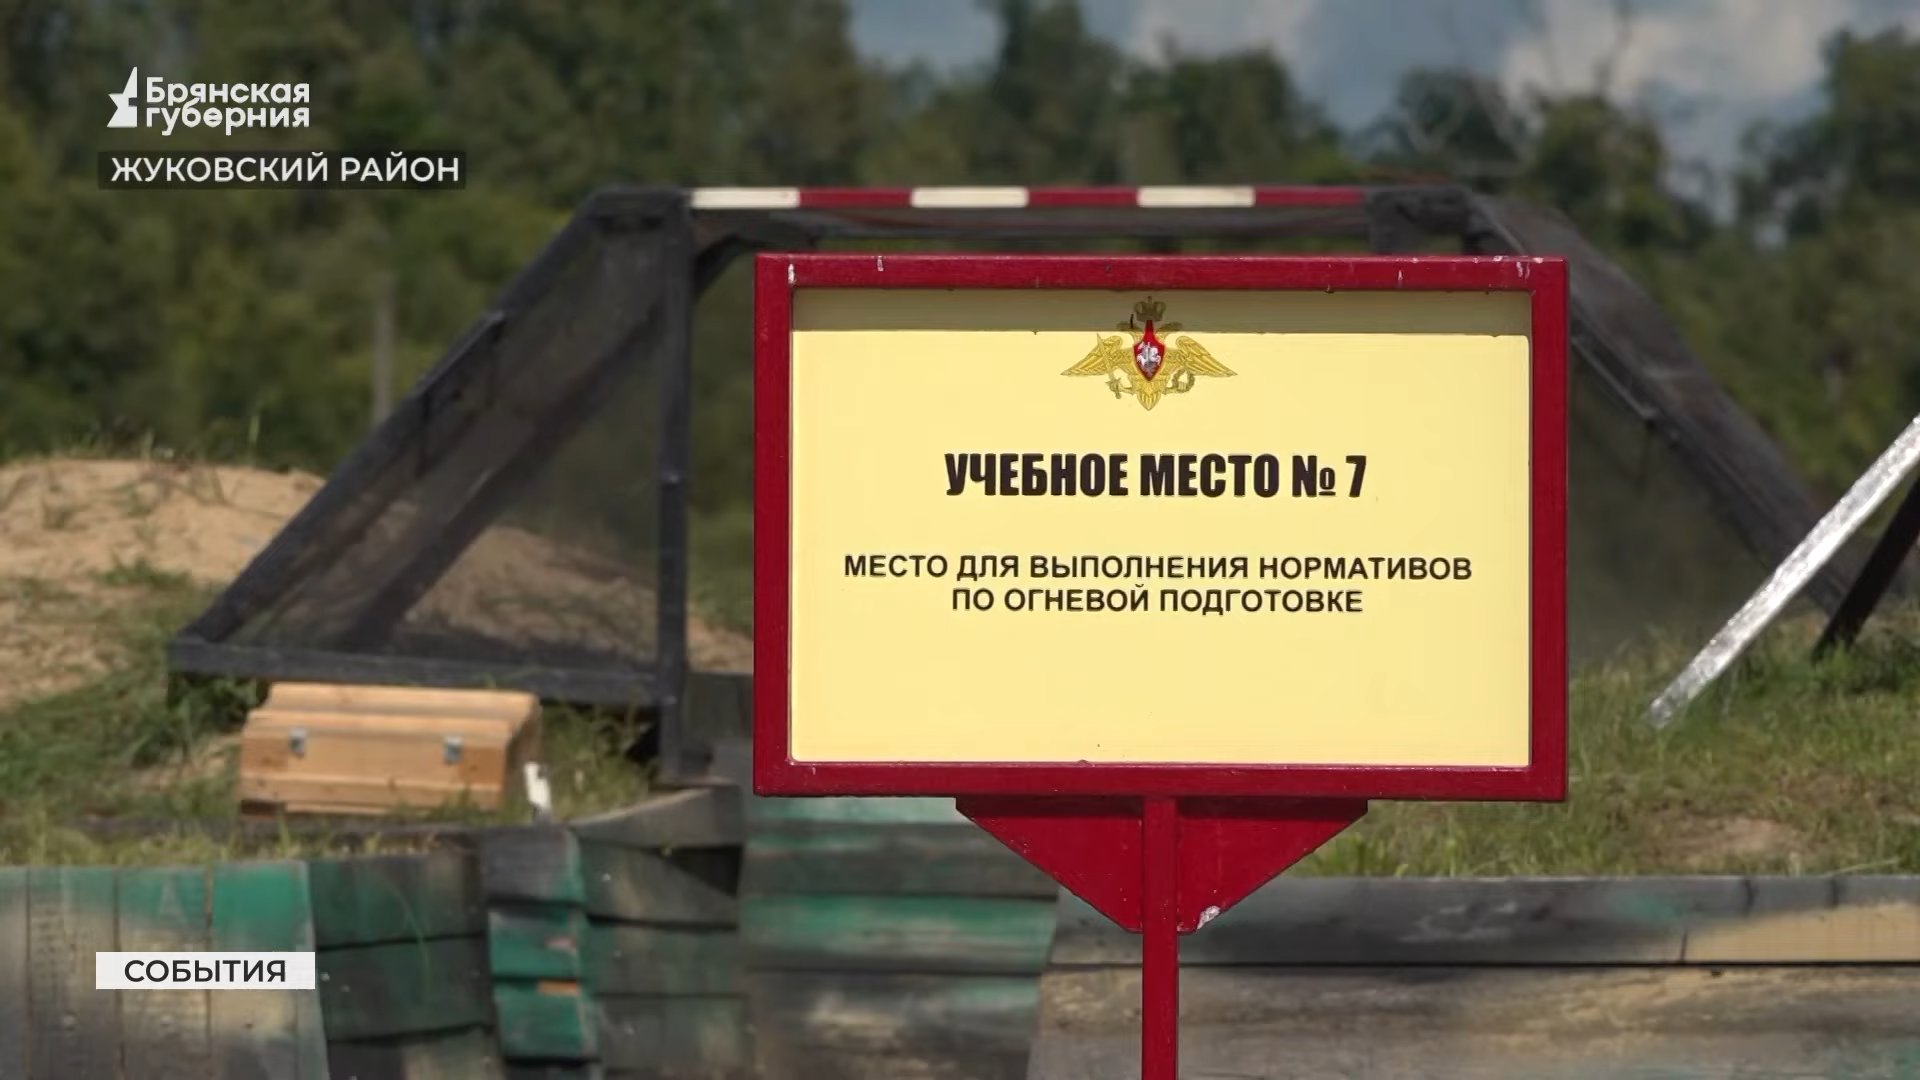 Брянская
губерния
ЖУКОВСКИЙ РАЙОН
УЧЕБНОЕ МЕСТО № 7
МЕСТО ДЛЯ ВЫПОЛНЕНИЯ НОРМАТИВОВ
ПО ОГНЕВОЙ ПОДГОТОВКЕ
СОБЫТИЯ